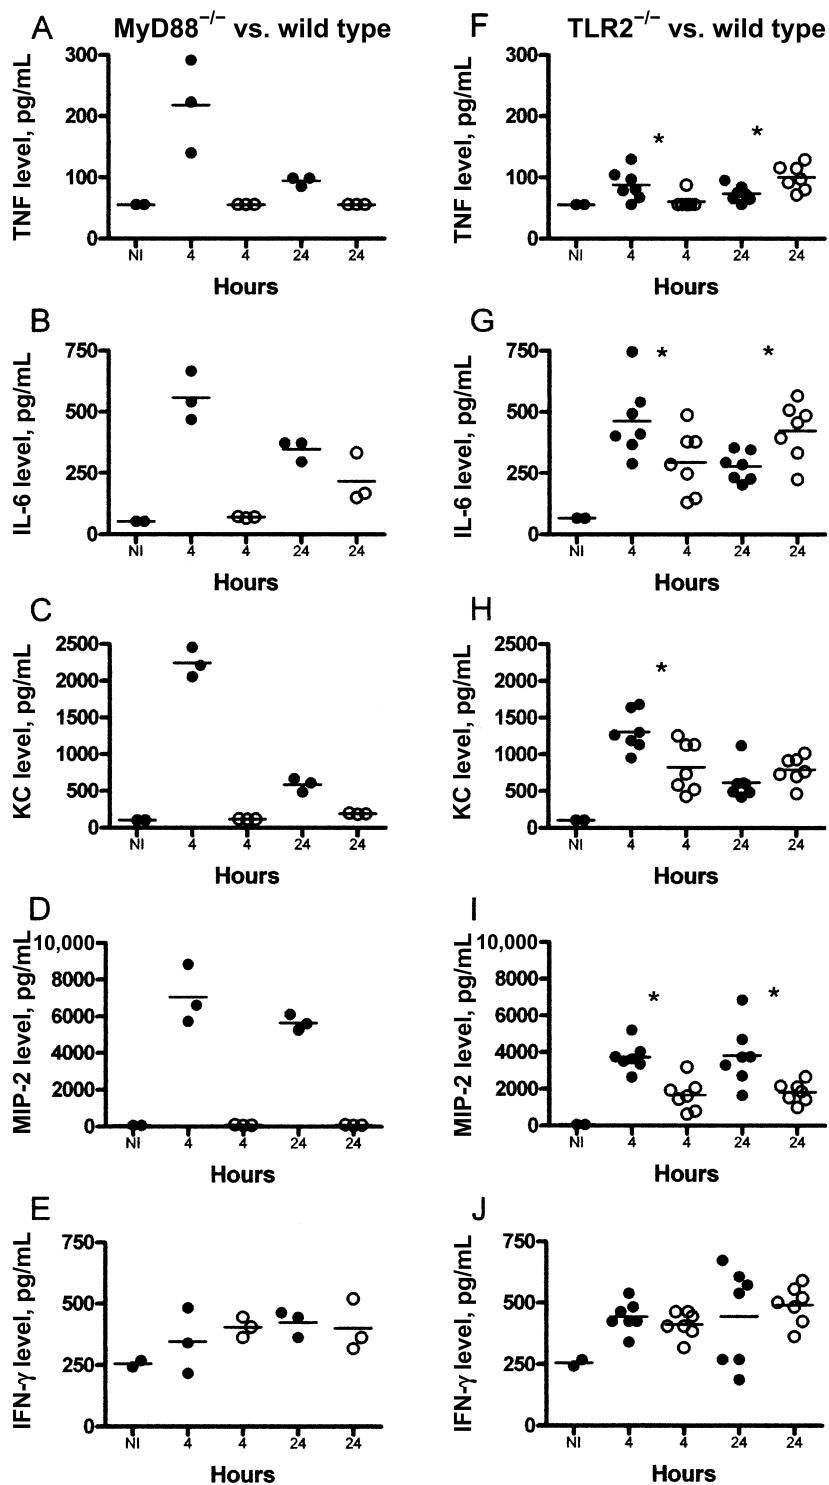 A MyD88–/– vs. wild type
300
200
100
0
TNF level, pg/mL
NI 4 4 24 24
Hours
B
750
500
250
0
IL-6 level, pg/mL
NI 4 4 24 24
Hours
C
2500
2000
1500
1000
500
0
KC level, pg/mL
NI 4 4 24 24
Hours
D
10,000
8000
6000
4000
2000
0
MIP-2 level, pg/mL
NI 4 4 24 24
Hours
E
750
500
250
0
IFN-γ level, pg/mL
NI 4 4 24 24
Hours
F TLR2–/– vs. wild type
300
200
100
0
TNF level, pg/mL
* *
NI 4 4 24 24
Hours
G
750
500
250
0
IL-6 level, pg/mL
* *
NI 4 4 24 24
Hours
H
2500
2000
1500
1000
500
0
KC level, pg/mL
*
NI 4 4 24 24
Hours
I
10,000
8000
6000
4000
2000
0
MIP-2 level, pg/mL
* *
NI 4 4 24 24
Hours
J
750
500
250
0
IFN-γ level, pg/mL
NI 4 4 24 24
Hours